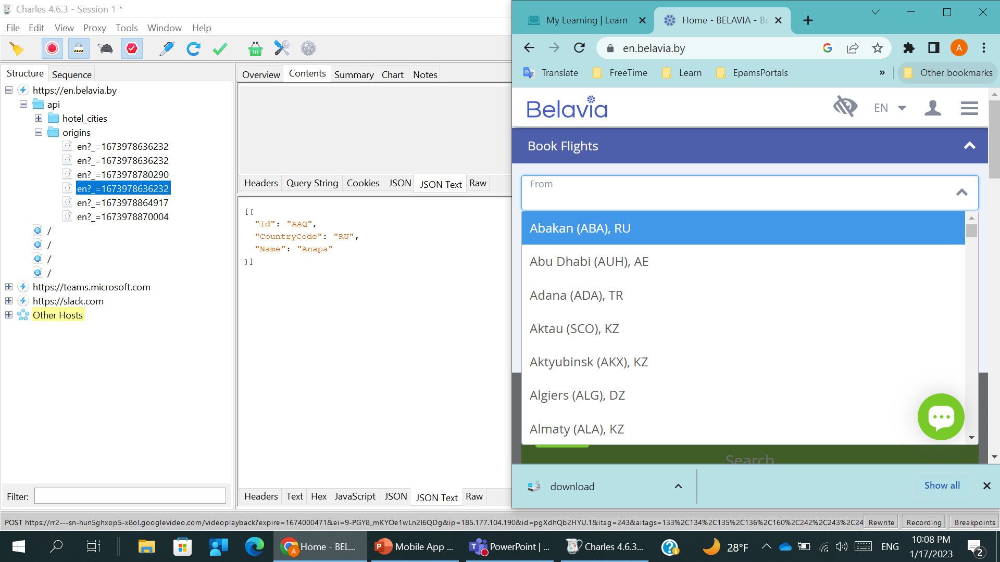 Charles 4.6.3 - Session 1 *
File Edit View Proxy Tools Window Help
Structure Sequence
https://en.belavia.by
api
hotel_cities
origins
en?_=1673978636232
en?_=1673978636232
en?_=1673978780290
en?_=1673978636232
en?_=1673978864917
en?_=1673978870004
/
/
/
/
https://teams.microsoft.com
https://slack.com
Other Hosts
Filter:
Overview Contents Summary Chart Notes
Headers Query String Cookies JSON JSON Text Raw
[{
"Id": "AAQ",
"CountryCode": "RU",
"Name": "Anapa"
}]
Headers Text Hex JavaScript JSON JSON Text Raw
My Learning | Learn Home - BELAVIA - Be
en.belavia.by
A
Translate FreeTime Learn EpamsPortals » Other bookmarks
Belavia
EN
Book Flights
From
Abakan (ABA), RU
Abu Dhabi (AUH), AE
Adana (ADA), TR
Aktau (SCO), KZ
Aktyubinsk (AKX), KZ
Algiers (ALG), DZ
Almaty (ALA), KZ
Search
download
Show all
POST https://rr2---sn-hun5ghxop5-x8ol.googlevideo.com/videoplayback?expire=1674000471&ei=9-PGY8_mKYOe1wLn2I6QDg&ip=185.177.104.190&id=pgXdhQb2HYU.1&itag=243&aitags=133%2C134%2C135%2C136%2C160%2C242%2C243%2C24 Rewrite Recording Breakpoints
Home - BEL... Mobile App ... PowerPoint | ... Charles 4.6.3... 28°F ENG
10:08 PM
1/17/2023
2